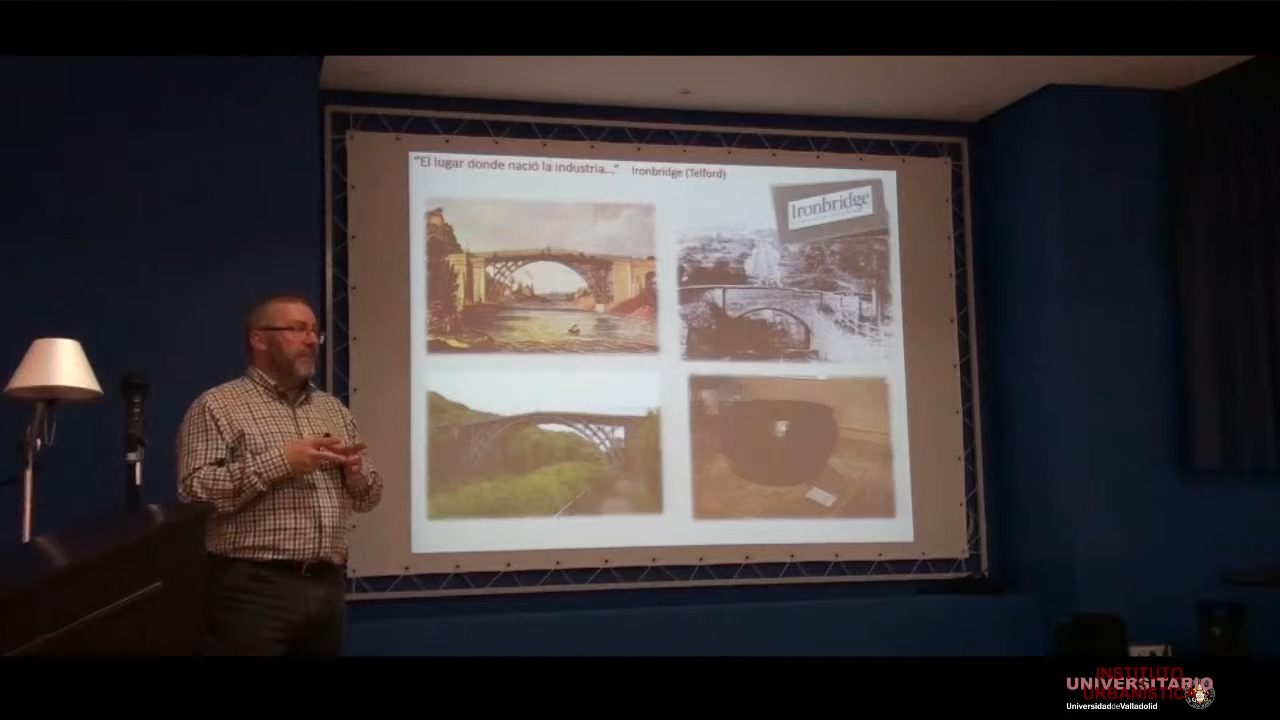 "El lugar donde nació la industria..." Ironbridge (Telford)
Ironbridge
INSTITUTO
UNIVERSITARIO
URBANÍSTICA
UniversidaddeValladolid